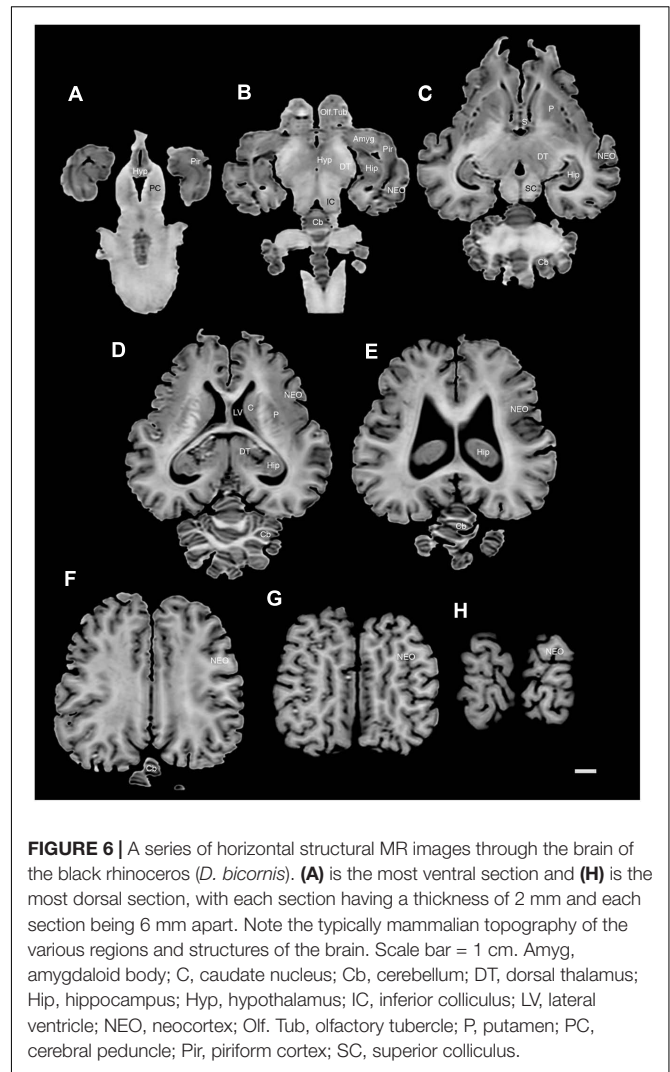 A
Hyp
Pir
PC
B
Olf.Tub
Amyg
Pir
Hyp
DT
Hip
NEO
IC
Cb
C
P
S
DT
NEO
Hip
SC
Cb
D
NEO
LV
C
P
DT
Hip
Cb
E
NEO
Hip
Cb
F
NEO
Cb
G
NEO
H
NEO
FIGURE 6 | A series of horizontal structural MR images through the brain of
the black rhinoceros (D. bicornis). (A) is the most ventral section and (H) is the
most dorsal section, with each section having a thickness of 2 mm and each
section being 6 mm apart. Note the typically mammalian topography of the
various regions and structures of the brain. Scale bar = 1 cm. Amyg,
amygdaloid body; C, caudate nucleus; Cb, cerebellum; DT, dorsal thalamus;
Hip, hippocampus; Hyp, hypothalamus; IC, inferior colliculus; LV, lateral
ventricle; NEO, neocortex; Olf. Tub, olfactory tubercle; P, putamen; PC,
cerebral peduncle; Pir, piriform cortex; SC, superior colliculus.